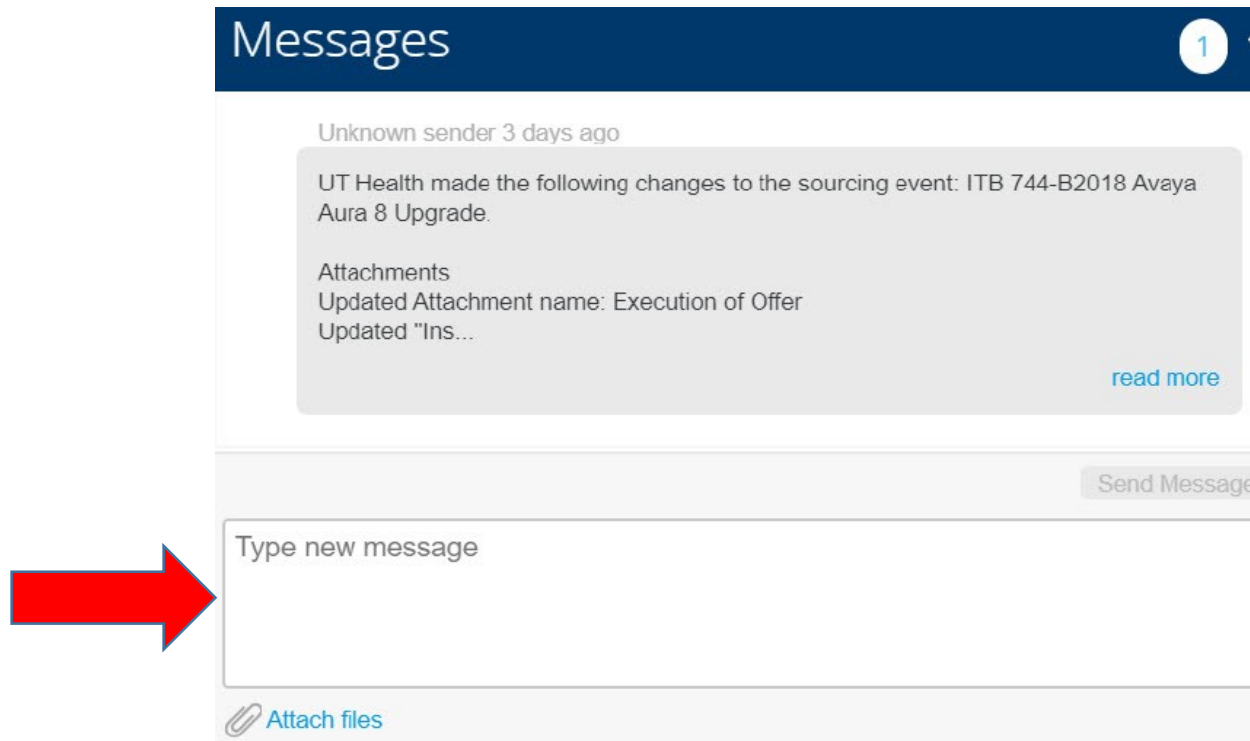 Messages
1
Unknown sender 3 days ago
UT Health made the following changes to the sourcing event: ITB 744-B2018 Avaya
Aura 8 Upgrade.
Attachments
Updated Attachment name: Execution of Offer
Updated "Ins...
read more
Send Message
Type new message
Attach files